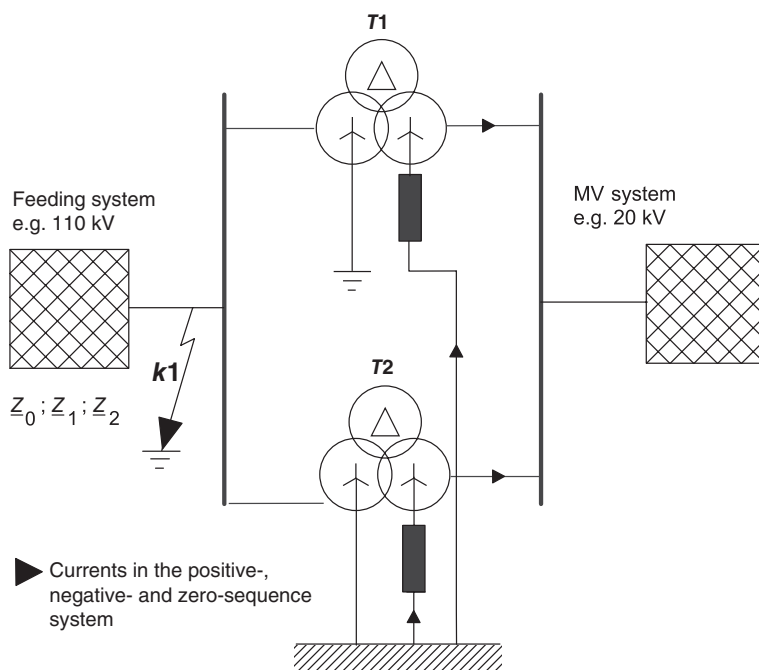 T1
Feeding system
e.g. 110 kV
MV system
e.g. 20 kV
k1
Z0 ; Z1 ; Z2
T2
Currents in the positive-,
negative- and zero-sequence
system